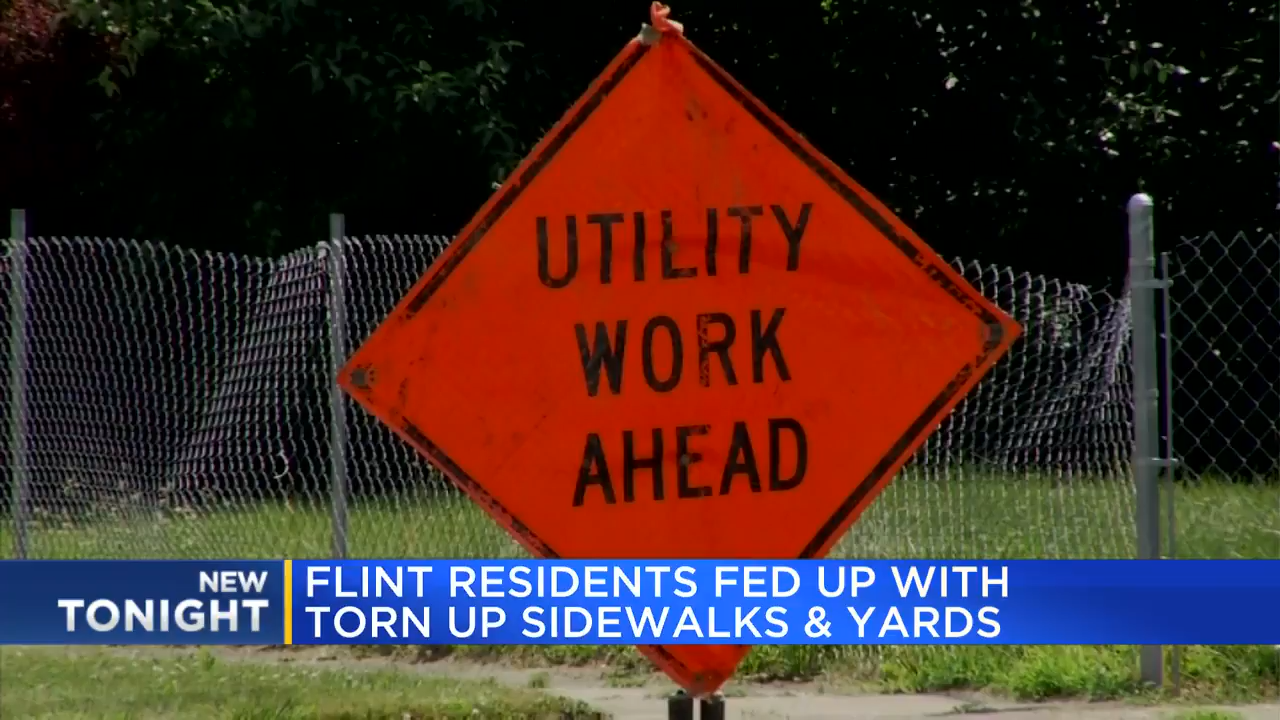 UTILITY
WORK
AHEAD
NEW
TONIGHT
FLINT RESIDENTS FED UP WITH
TORN UP SIDEWALKS & YARDS